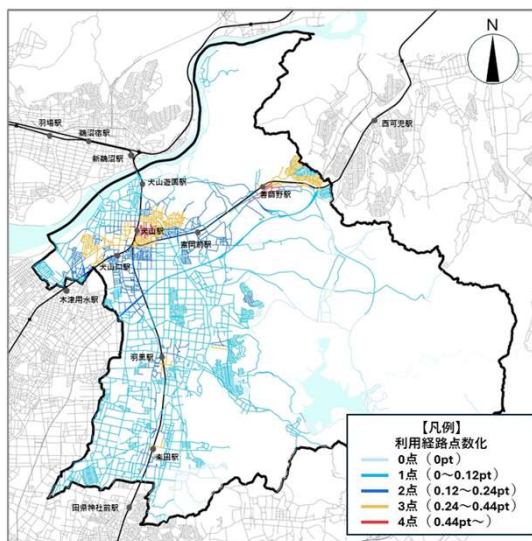 N
羽場駅
鵜沼宿駅
新鵜沼駅
西可児駅
犬山遊園駅
善師野駅
犬山駅
富岡前駅
犬山口駅
木津用水駅
羽黒駅
楽田駅
田県神社前駅
【凡例】
利用経路点数化
0点（0pt）
1点（0～0.12pt）
2点（0.12～0.24pt）
3点（0.24～0.44pt）
4点（0.44pt～）